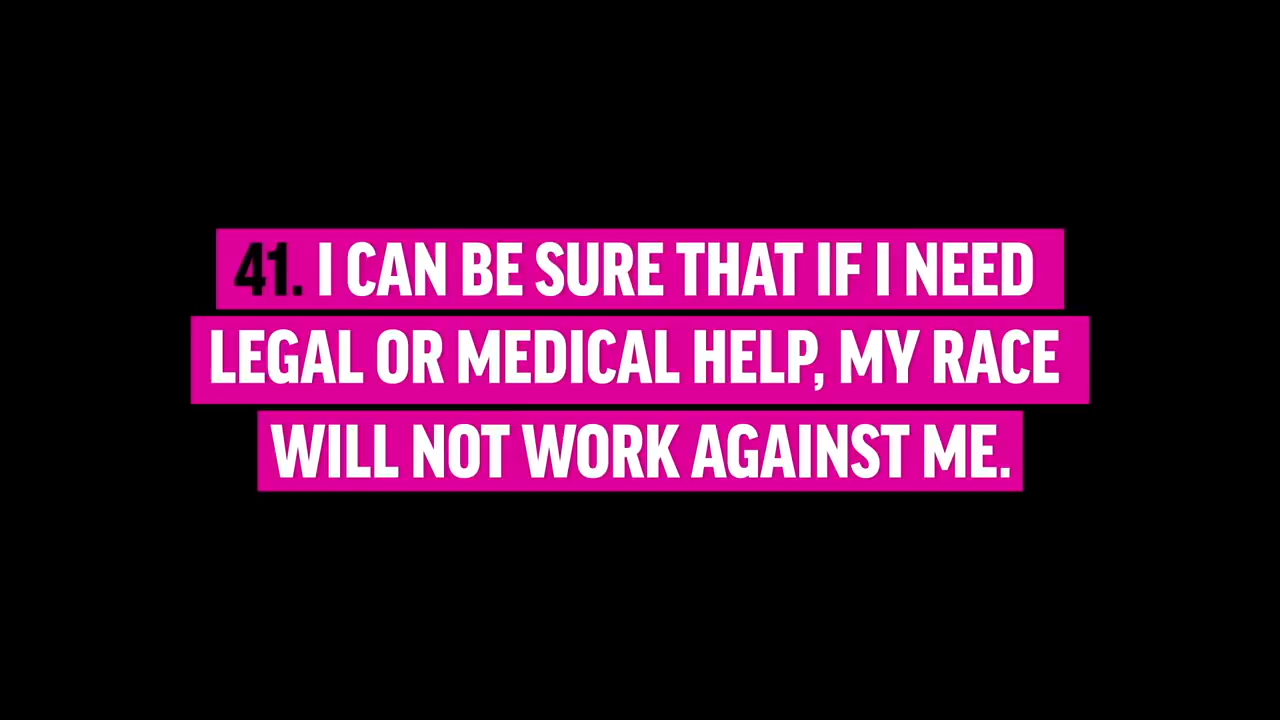 41. I CAN BE SURE THAT IF I NEED
LEGAL OR MEDICAL HELP, MY RACE
WILL NOT WORK AGAINST ME.